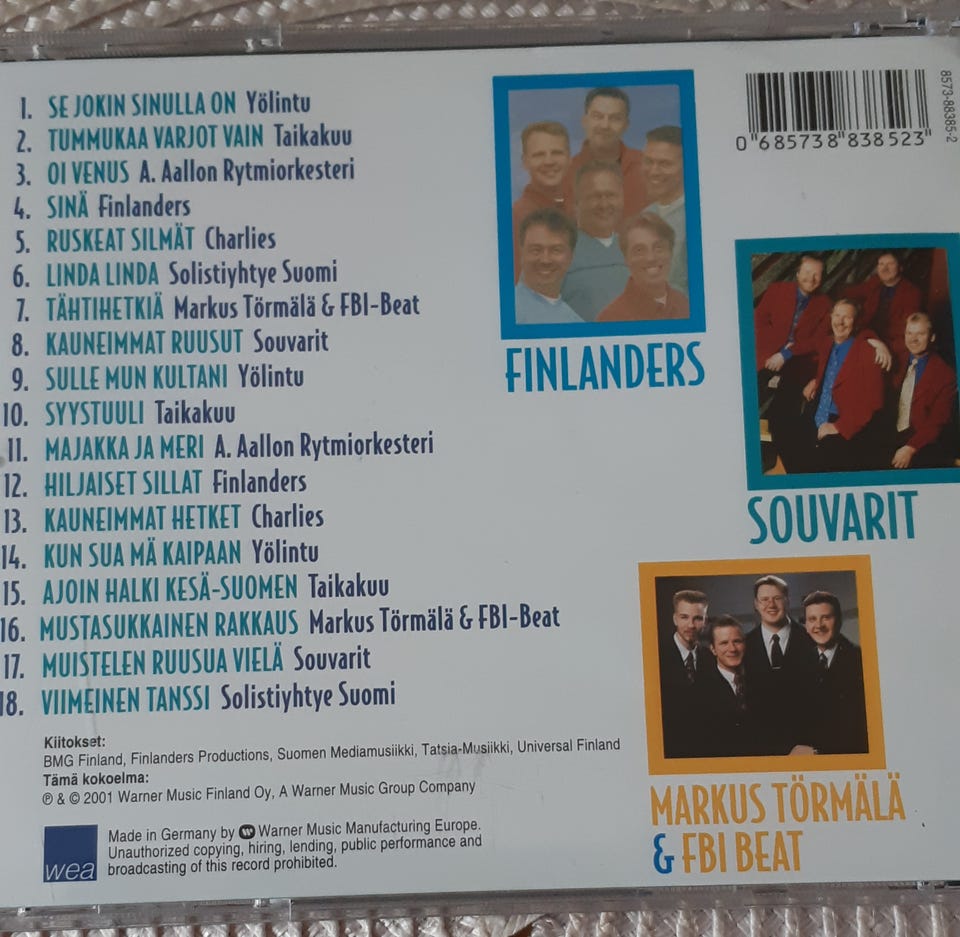 1. SE JOKIN SINULLA ON Yölintu
2. TUMMUKAA VARJOT VAIN Taikakuu
3. OI VENUS A. Aallon Rytmiorkesteri
4. SINÄ Finlanders
5. RUSKEAT SILMÄT Charlies
6. LINDA LINDA Solistiyhtye Suomi
7. TÄHTIHETKIÄ Markus Törmälä & FBI-Beat
8. KAUNEIMMAT RUUSUT Souvarit
9. SULLE MUN KULTANI Yölintu
10. SYYSTUULI Taikakuu
11. MAJAKKA JA MERI A. Aallon Rytmiorkesteri
12. HILJAISET SILLAT Finlanders
13. KAUNEIMMAT HETKET Charlies
14. KUN SUA MÄ KAIPAAN Yölintu
15. AJOIN HALKI KESÄ-SUOMEN Taikakuu
16. MUSTASUKKAINEN RAKKAUS Markus Törmälä & FBI-Beat
17. MUISTELEN RUUSUA VIELÄ Souvarit
18. VIIMEINEN TANSSI Solistiyhtye Suomi
Kiitokset:
BMG Finland, Finlanders Productions, Suomen Mediamusiikki, Tatsia-Musiikki, Universal Finland
Tämä kokoelma:
℗ & © 2001 Warner Music Finland Oy, A Warner Music Group Company
wea
Made in Germany by Warner Music Manufacturing Europe.
Unauthorized copying, hiring, lending, public performance and
broadcasting of this record prohibited.
FINLANDERS
0 685738 838523
8573-88385-2
SOUVARIT
MARKUS TÖRMÄLÄ
& FBI BEAT